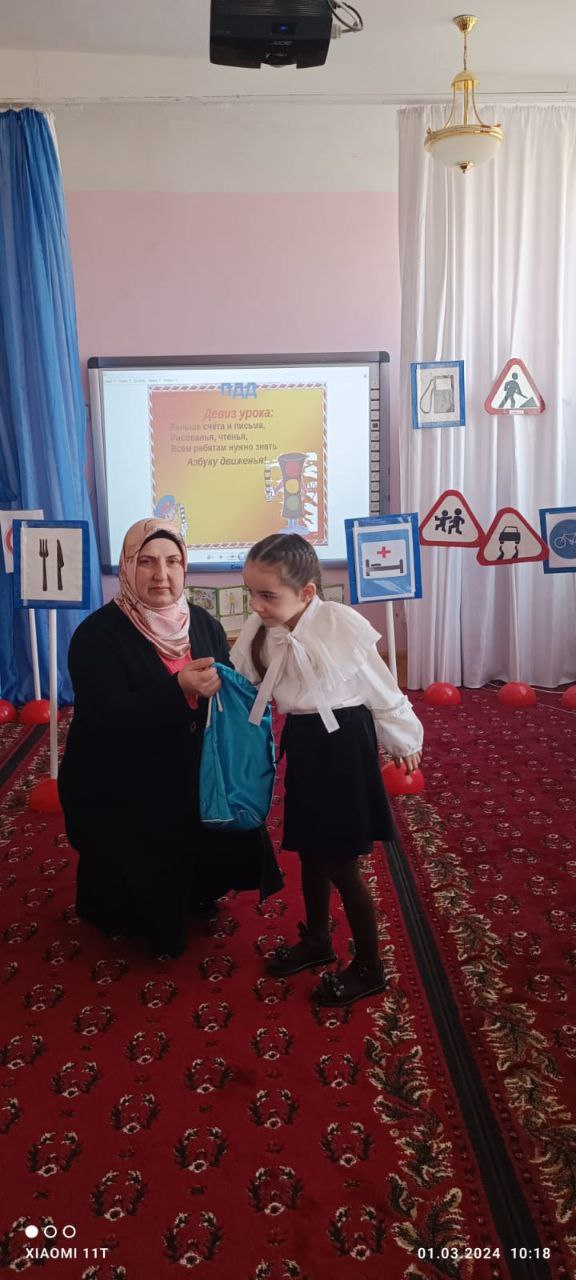 acer
ПДД
Девиз урока:
Раньше счёта и письма,
Рисованья, чтенья,
Всем ребятам нужно знать
Азбуку движенья!
XIAOMI 11T
01.03.2024 10:18